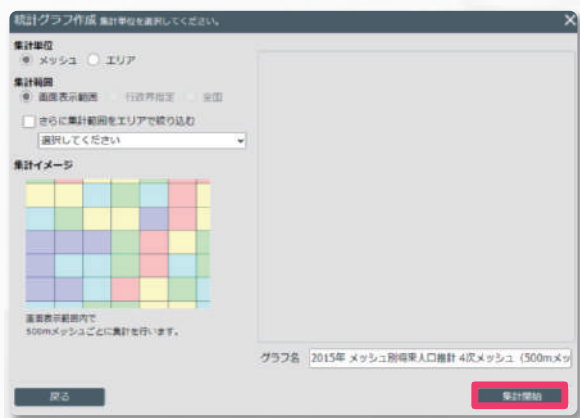 統計グラフ作成 集計単位を選択してください。
集計単位
メッシュ エリア
集計範囲
画面表示範囲 行政界指定 全国
さらに集計範囲をエリアで絞り込む
選択してください
集計イメージ
画面表示範囲内で
500mメッシュごとに集計を行います。
グラフ名 2015年 メッシュ別将来人口推計 4次メッシュ (500mメッ
戻る 集計開始